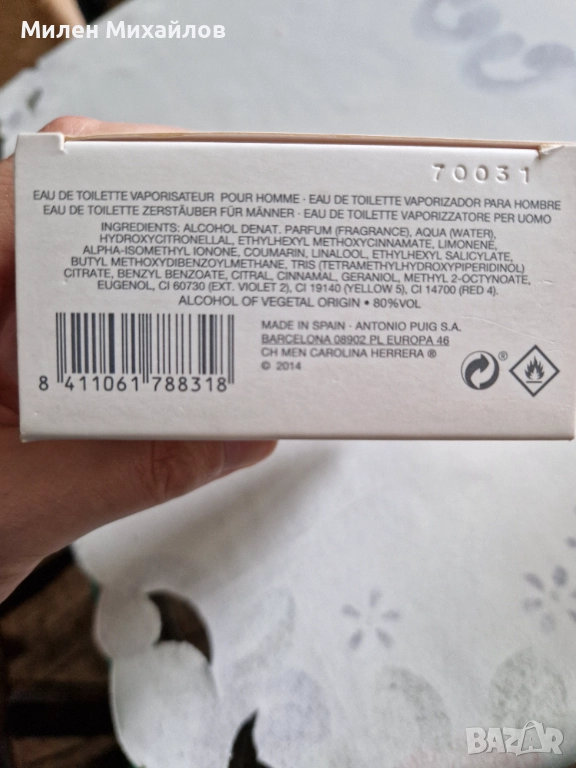 Милен Михайлов
70031
EAU DE TOILETTE VAPORISATEUR POUR HOMME · EAU DE TOILETTE VAPORIZADOR PARA HOMBRE
EAU DE TOILETTE ZERSTÄUBER FÜR MÄNNER · EAU DE TOILETTE VAPORIZZATORE PER UOMO
INGREDIENTS: ALCOHOL DENAT. PARFUM (FRAGRANCE), AQUA (WATER),
HYDROXYCITRONELLAL, ETHYLHEXYL METHOXYCINNAMATE, LIMONENE,
ALPHA-ISOMETHYL IONONE, COUMARIN, LINALOOL, ETHYLHEXYL SALICYLATE,
BUTYL METHOXYDIBENZOYLMETHANE, TRIS (TETRAMETHYLHYDROXYPIPERIDINOL)
CITRATE, BENZYL BENZOATE, CITRAL, CINNAMAL, GERANIOL, METHYL 2-OCTYNOATE,
EUGENOL, CI 60730 (EXT. VIOLET 2), CI 19140 (YELLOW 5), CI 14700 (RED 4).
ALCOHOL OF VEGETAL ORIGIN • 80%VOL
MADE IN SPAIN · ANTONIO PUIG S.A.
BARCELONA 08902 PL EUROPA 46
CH MEN CAROLINA HERRERA ®
© 2014
8 411061 788318
®
BAZAR